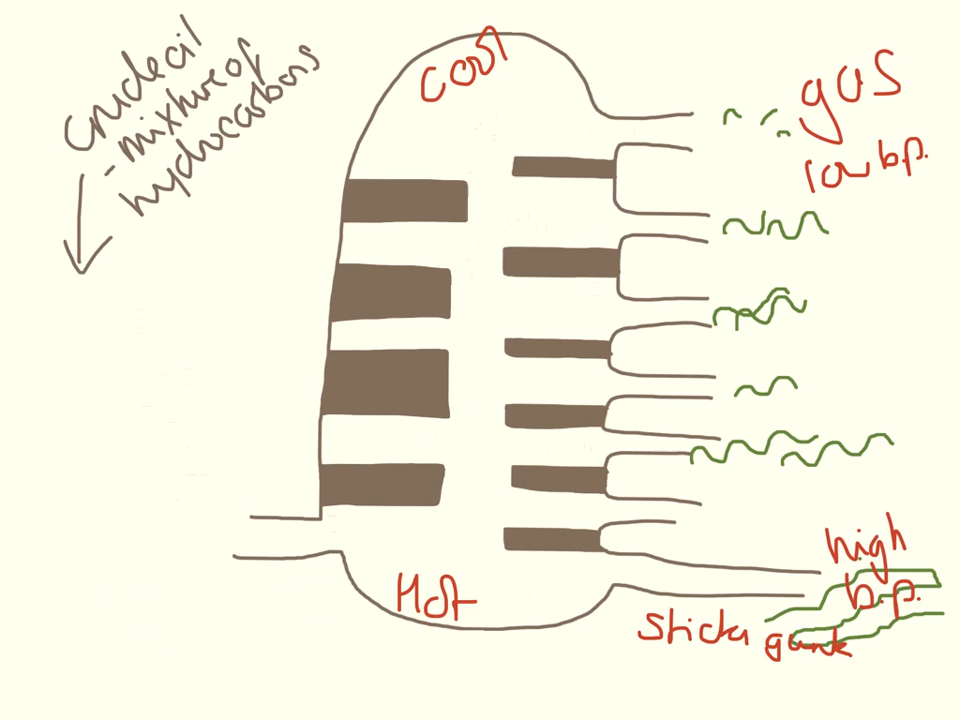 crude oil
- mixture of
hydrocarbons
cool
gas
low b.p.
Hot
high
b.p.
Sticky gunk